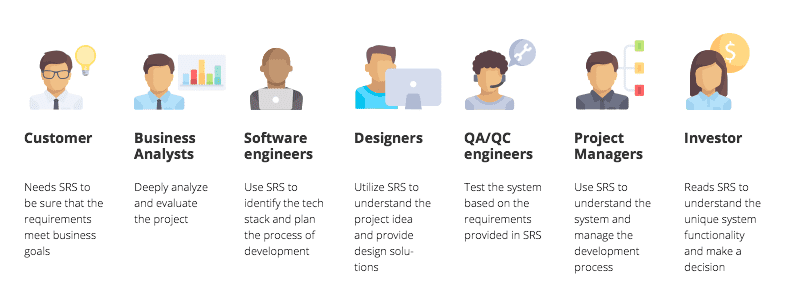 Customer
Needs SRS to
be sure that the
requirements
meet business
goals
Business
Analysts
Deeply analyze
and evaluate
the project
Software
engineers
Use SRS to
identify the tech
stack and plan
the process of
development
Designers
Utilize SRS to
understand the
project idea
and provide
design solu-
tions
QA/QC
engineers
Test the system
based on the
requirements
provided in SRS
Project
Managers
Use SRS to
understand the
system and
manage the
development
process
$
Investor
Reads SRS to
understand the
unique system
functionality
and make a
decision